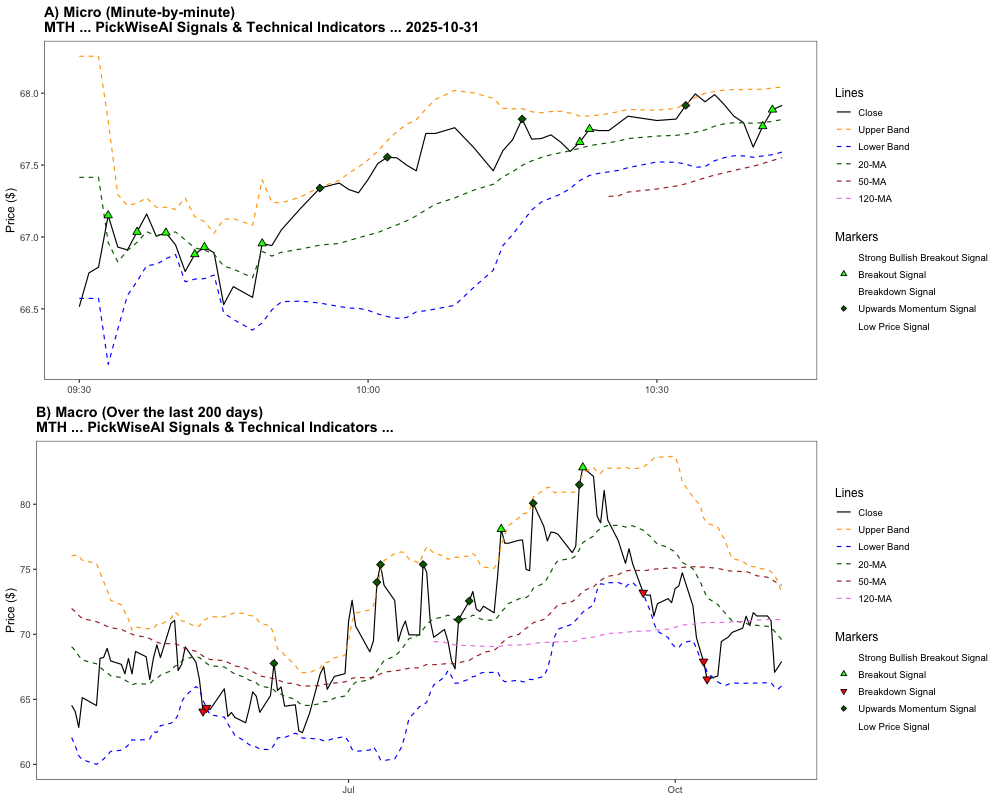 A) Micro (Minute-by-minute)
MTH ... PickWiseAI Signals & Technical Indicators ... 2025-10-31
Price ($)
68.0
67.5
67.0
66.5
09:30
10:00
10:30
Lines
Close
Upper Band
Lower Band
20-MA
50-MA
120-MA
Markers
Strong Bullish Breakout Signal
Breakout Signal
Breakdown Signal
Upwards Momentum Signal
Low Price Signal
B) Macro (Over the last 200 days)
MTH ... PickWiseAI Signals & Technical Indicators ...
Price ($)
80
75
70
65
60
Jul
Oct
Lines
Close
Upper Band
Lower Band
20-MA
50-MA
120-MA
Markers
Strong Bullish Breakout Signal
Breakout Signal
Breakdown Signal
Upwards Momentum Signal
Low Price Signal